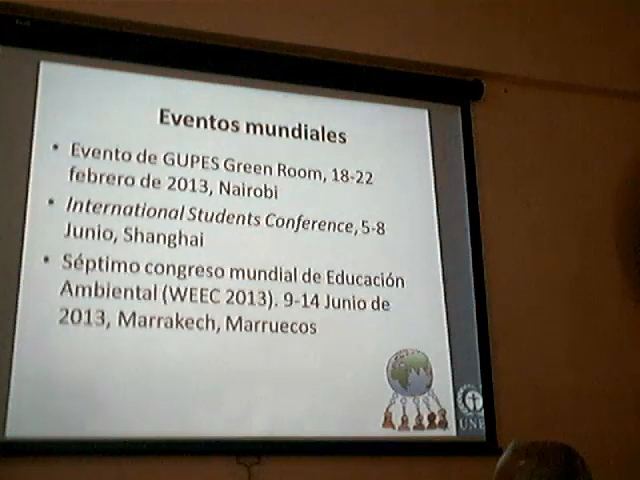 Eventos mundiales
• Evento de GUPES Green Room, 18-22
febrero de 2013, Nairobi
• International Students Conference, 5-8
Junio, Shanghai
• Séptimo congreso mundial de Educación
Ambiental (WEEC 2013). 9-14 Junio de
2013, Marrakech, Marruecos